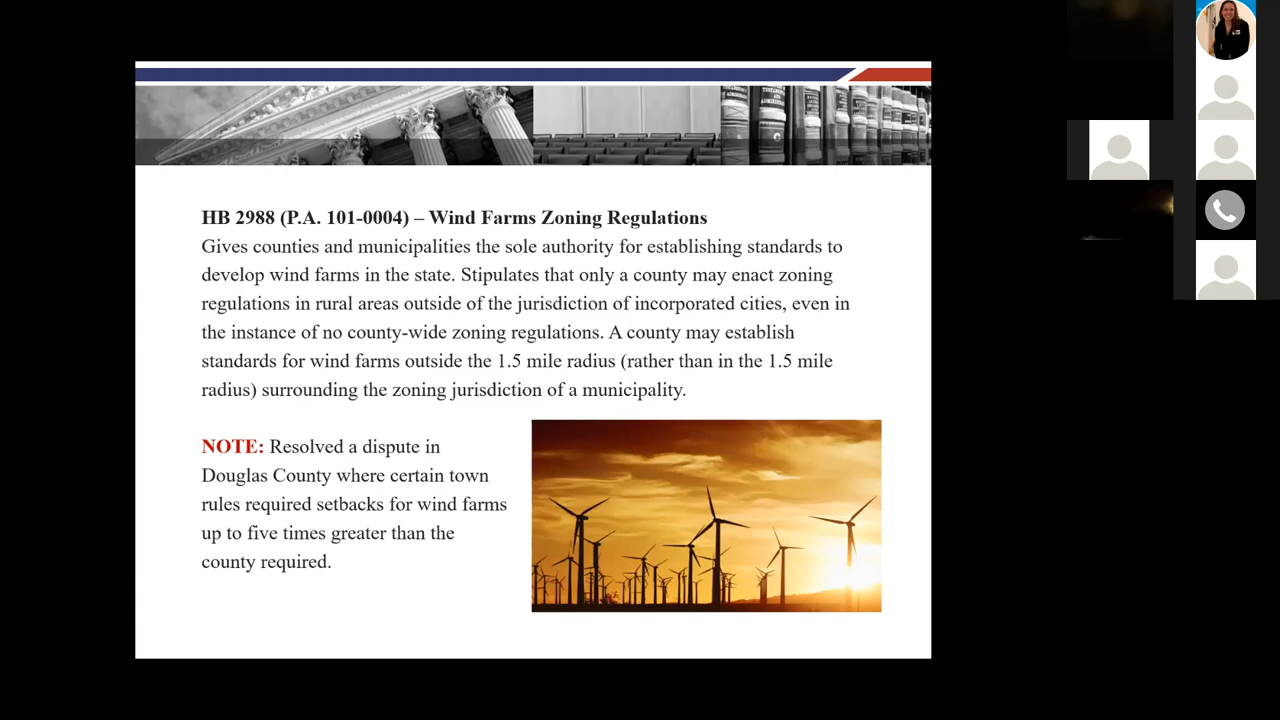 HB 2988 (P.A. 101-0004) – Wind Farms Zoning Regulations
Gives counties and municipalities the sole authority for establishing standards to
develop wind farms in the state. Stipulates that only a county may enact zoning
regulations in rural areas outside of the jurisdiction of incorporated cities, even in
the instance of no county-wide zoning regulations. A county may establish
standards for wind farms outside the 1.5 mile radius (rather than in the 1.5 mile
radius) surrounding the zoning jurisdiction of a municipality.
NOTE: Resolved a dispute in
Douglas County where certain town
rules required setbacks for wind farms
up to five times greater than the
county required.